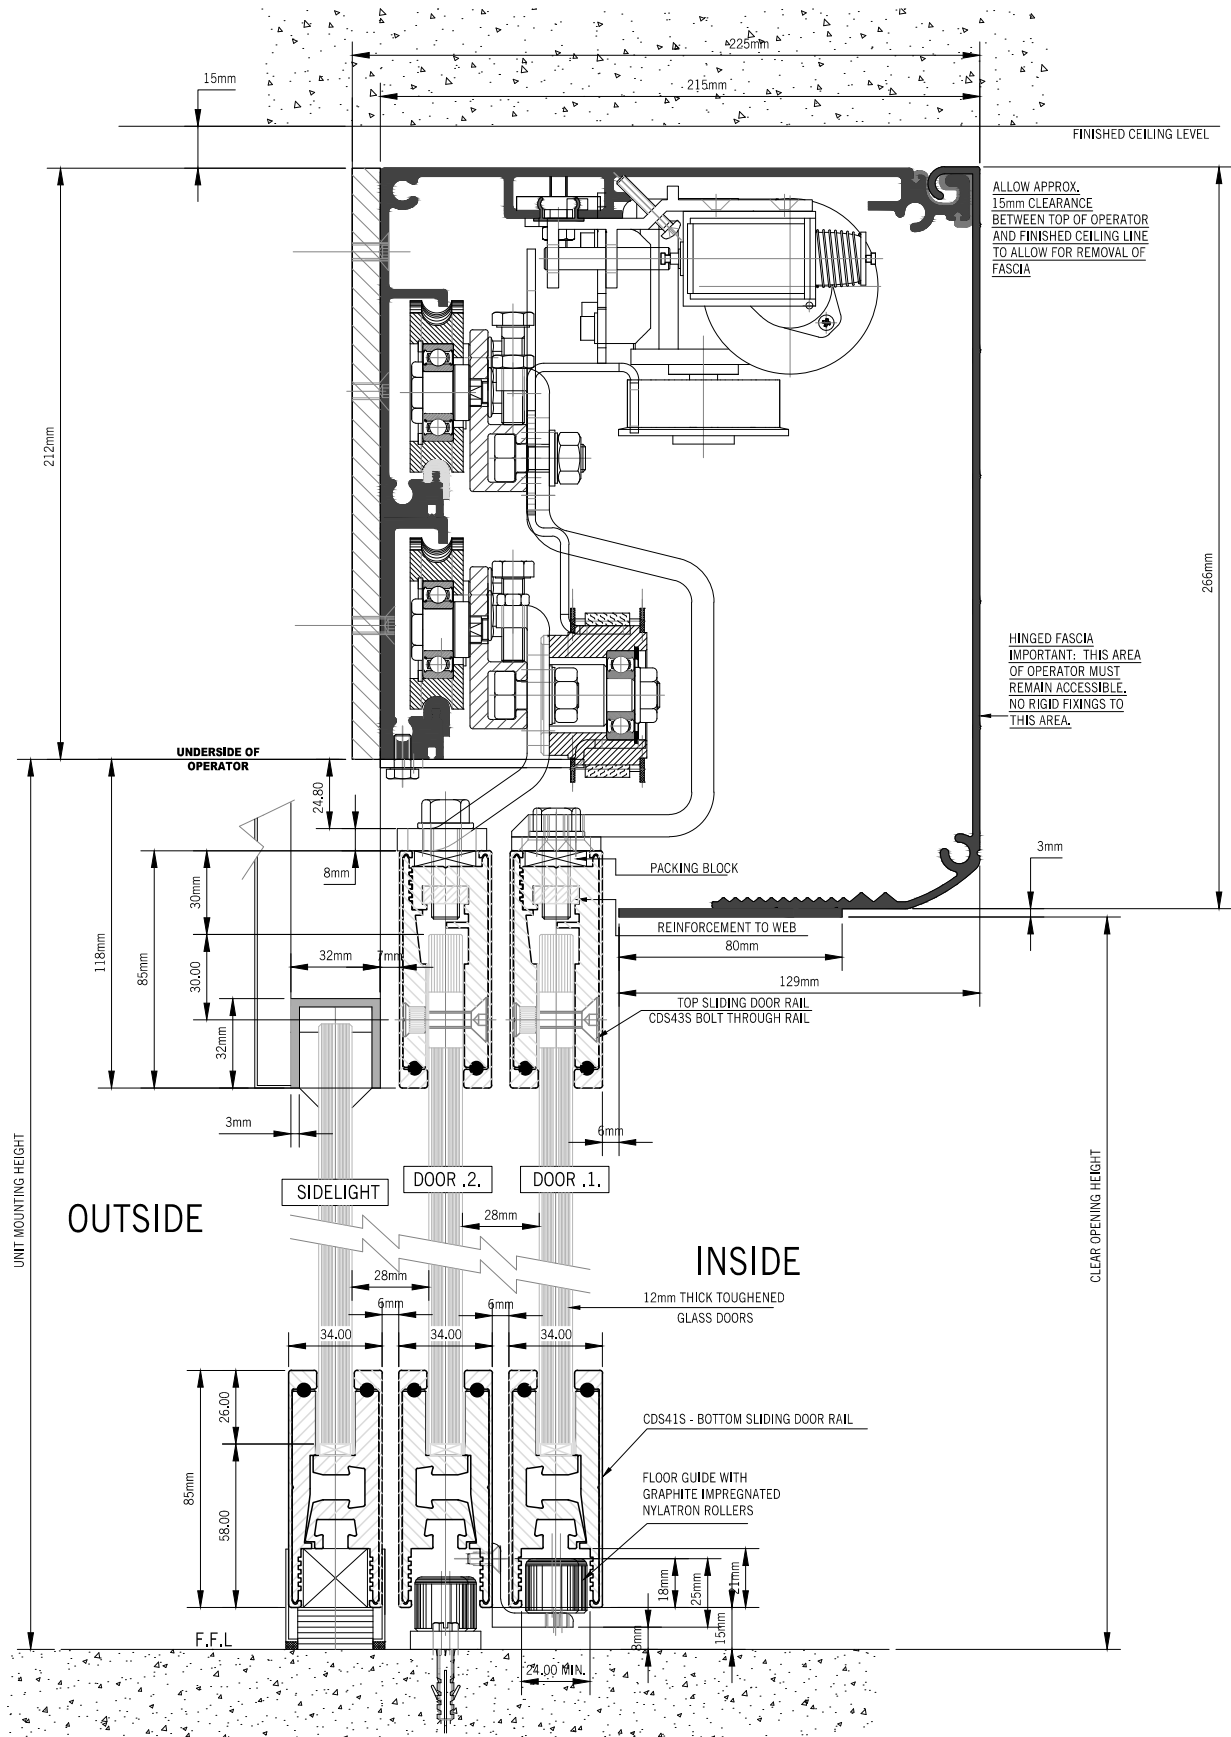 225mm
15mm
215mm
FINISHED CEILING LEVEL
ALLOW APPROX.
15mm CLEARANCE
BETWEEN TOP OF OPERATOR
AND FINISHED CEILING LINE
TO ALLOW FOR REMOVAL OF
FASCIA
212mm
266mm
HINGED FASCIA
IMPORTANT: THIS AREA
OF OPERATOR MUST
REMAIN ACCESSIBLE.
NO RIGID FIXINGS TO
THIS AREA.
UNDERSIDE OF
OPERATOR
24.80
8mm
3mm
PACKING BLOCK
30mm
REINFORCEMENT TO WEB
80mm
118mm
85mm
30.00
32mm
7mm
129mm
TOP SLIDING DOOR RAIL
CDS43S BOLT THROUGH RAIL
32mm
3mm
6mm
UNIT MOUNTING HEIGHT
SIDELIGHT
DOOR .2.
DOOR .1.
OUTSIDE
28mm
INSIDE
CLEAR OPENING HEIGHT
28mm
12mm THICK TOUGHENED
GLASS DOORS
6mm
6mm
34.00
34.00
34.00
26.00
CDS41S - BOTTOM SLIDING DOOR RAIL
85mm
58.00
FLOOR GUIDE WITH
GRAPHITE IMPREGNATED
NYLATRON ROLLERS
18mm
25mm
21mm
15mm
8mm
F.F.L
24.00 MIN.